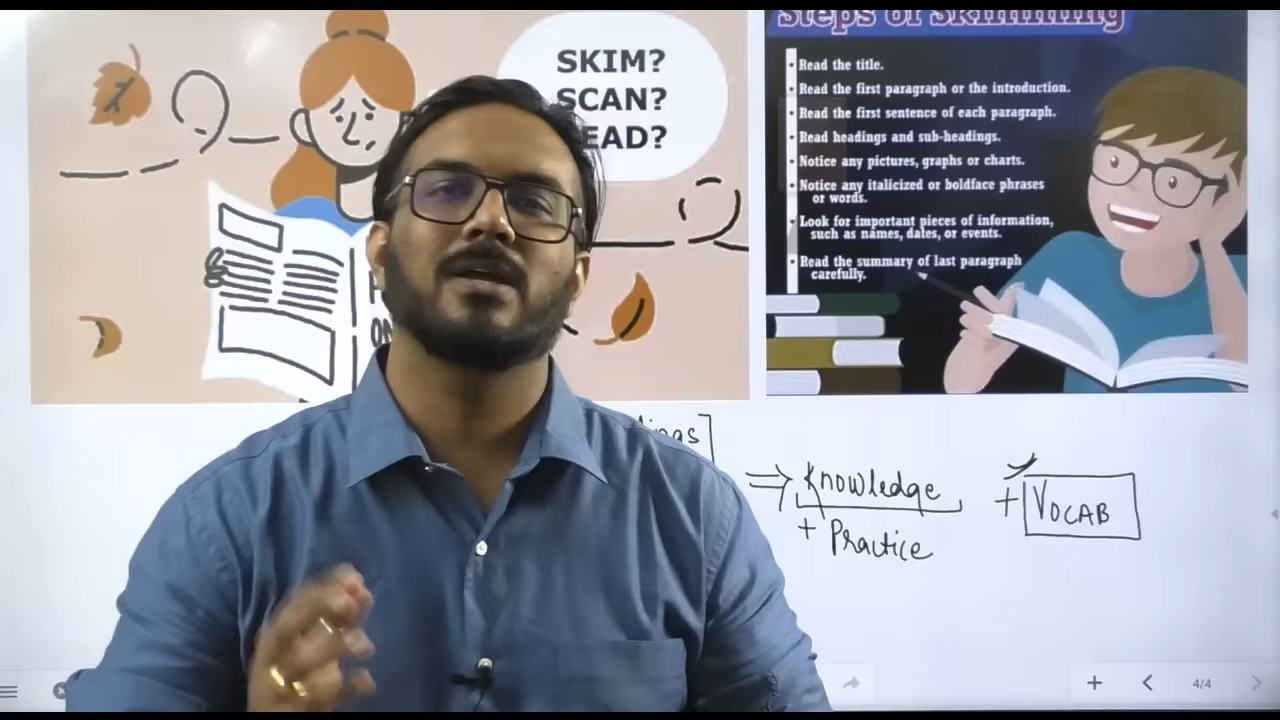 SKIM?
SCAN?
EAD?
ON
Steps of Skimming
• Read the title.
• Read the first paragraph or the introduction.
• Read the first sentence of each paragraph.
• Read headings and sub-headings.
• Notice any pictures, graphs or charts.
• Notice any italicized or boldface phrases
or words.
• Look for important pieces of information,
such as names, dates, or events.
• Read the summary of last paragraph
carefully.
⇒ Knowledge
+ Practice
+ VOCAB
4/4